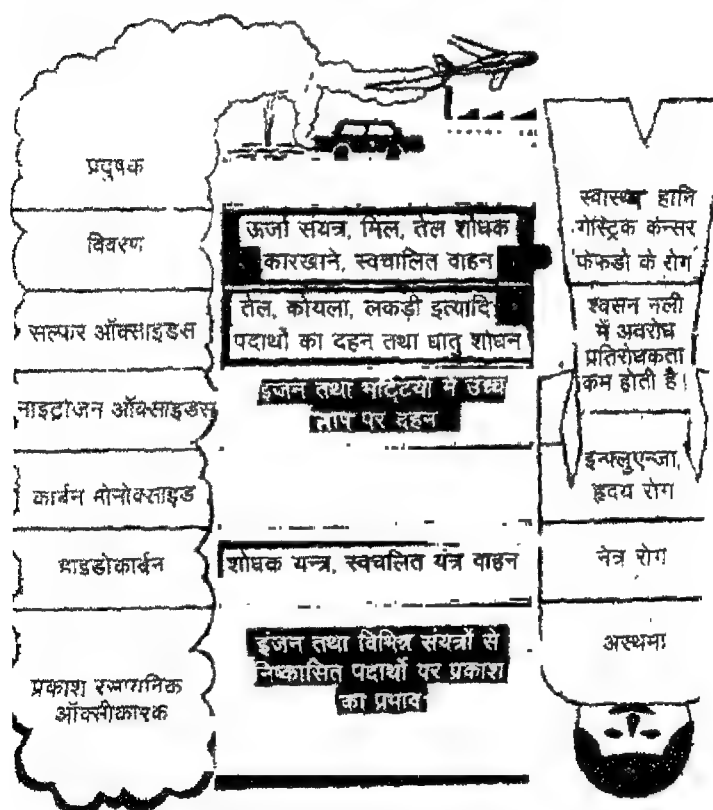 प्रदुषक
स्वास्थ्य हानि
विवरण
ऊर्जा संयत्र, मिल, तेल शोधक
कारखाने, स्वचालित वाहन
गेस्ट्रिक कॅन्सर
फेफडो के रोग
सल्फर ऑक्साइडस
तेल, कोयला, लकड़ी इत्यादि
पदार्थो का दहन तथा धातु शोधन
श्वसन नली
में अवरोध
प्रतिरोधकता
कम होती है।
नाइट्रोजन ऑक्साइडस
इंजन तथा भट्टियों में उच्च
ताप पर दहन
कार्बन मोनोक्साइड
इन्फ्लुएन्जा,
हृदय रोग
हाइडोकार्बन
शोधक यन्त्र, स्वचलित यंत्र वाहन
नेत्र रोग
प्रकाश रसायनिक
ऑक्सीकारक
इंजन तथा विभिन्न संयत्रों से
निष्कासित पदार्थो पर प्रकाश
का प्रभाव
अस्थमा